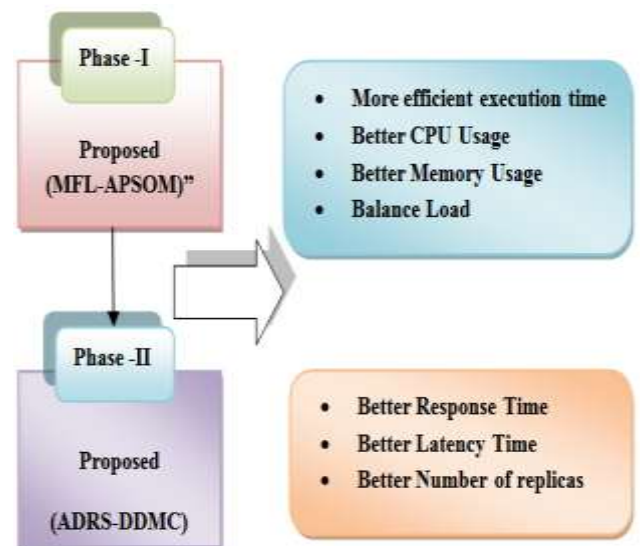 Phase -I
Proposed
(MFL-APSOM)”
• More efficient execution time
• Better CPU Usage
• Better Memory Usage
• Balance Load
Phase -II
Proposed
(ADRS-DDMC)
• Better Response Time
• Better Latency Time
• Better Number of replicas